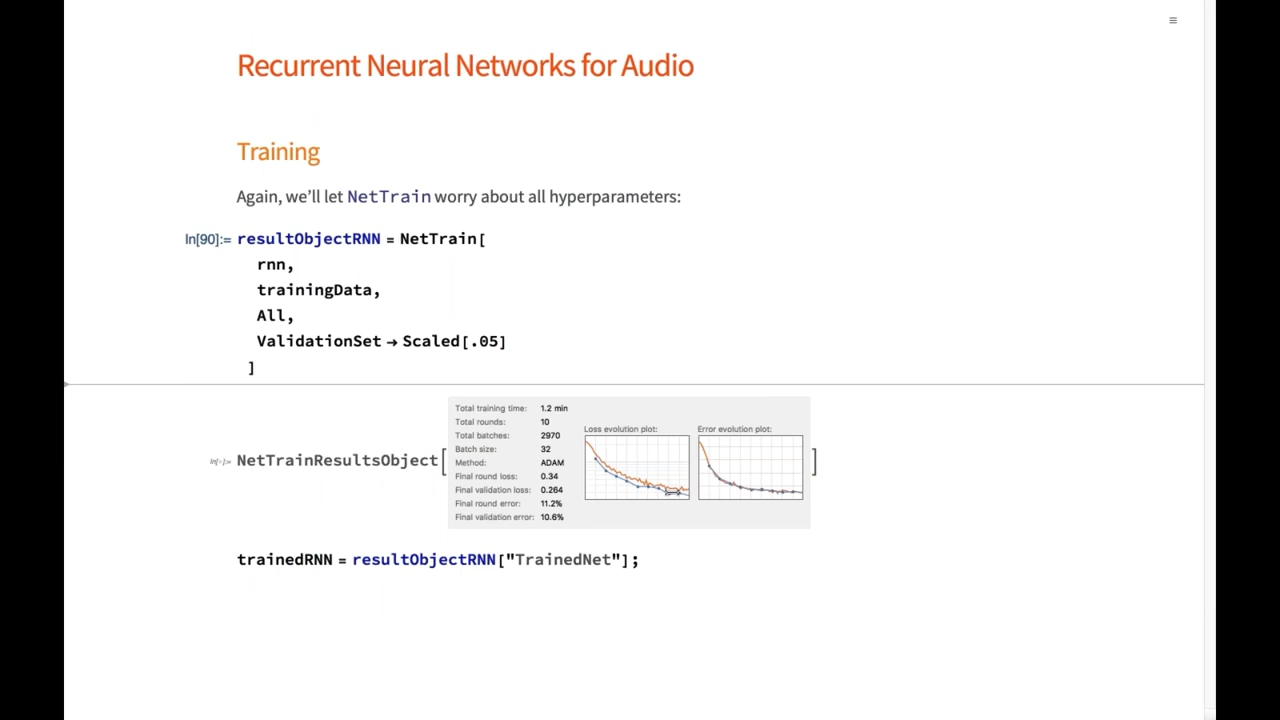 ≡
Recurrent Neural Networks for Audio
Training
Again, we'll let NetTrain worry about all hyperparameters:
In[90]:= resultObjectRNN = NetTrain[
rnn,
trainingData,
All,
ValidationSet → Scaled[.05]
]
In[•]:= NetTrainResultsObject[
Total training time: 1.2 min
Total rounds: 10
Total batches: 2970
Batch size: 32
Method: ADAM
Final round loss: 0.34
Final validation loss: 0.264
Final round error: 11.2%
Final validation error: 10.6%
Loss evolution plot:
Error evolution plot:
]
trainedRNN = resultObjectRNN["TrainedNet"];